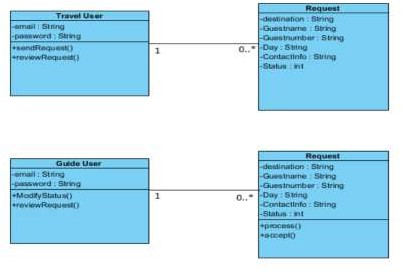 Travel User
-email : String
-password : String
+sendRequest()
+reviewRequest()
1
0..*
Request
-destination : String
-Guestname : String
-Guestnumber : String
-Day : String
-ContactInfo : String
-Status : int
Guide User
-email : String
-password : String
+ModifyStatus()
+reviewRequest()
1
0..*
Request
-destination : String
-Guestname : String
-Guestnumber : String
-Day : String
-ContactInfo : String
-Status : int
+process()
+accept()